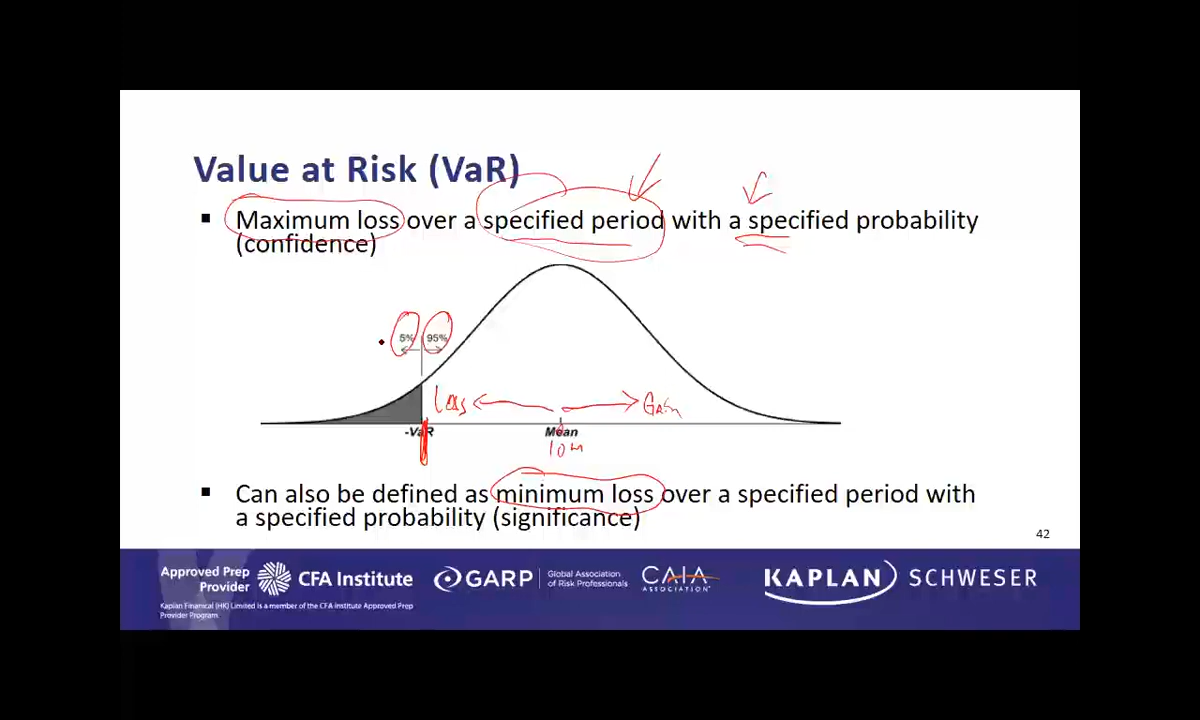 Value at Risk (VaR)
▪ Maximum loss over a specified period with a specified probability
(confidence)
5% 95%
Loss Gain
-VaR Mean
10m
▪ Can also be defined as minimum loss over a specified period with
a specified probability (significance)
42
Approved Prep
Provider
CFA Institute
GARP
Global Association
of Risk Professionals
CAIA
ASSOCIATION
KAPLAN SCHWESER
Kaplan Financial (HK) Limited is a member of the CFA Institute Approved Prep
Provider Program.